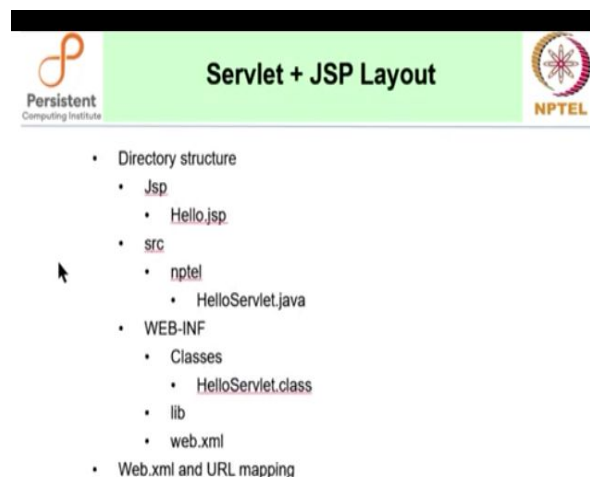 Servlet + JSP Layout
Persistent
Computing Institute
NPTEL
Directory structure
Jsp
Hello.jsp
src
nptel
HelloServlet.java
WEB-INF
Classes
HelloServlet.class
lib
web.xml
Web.xml and URL mapping